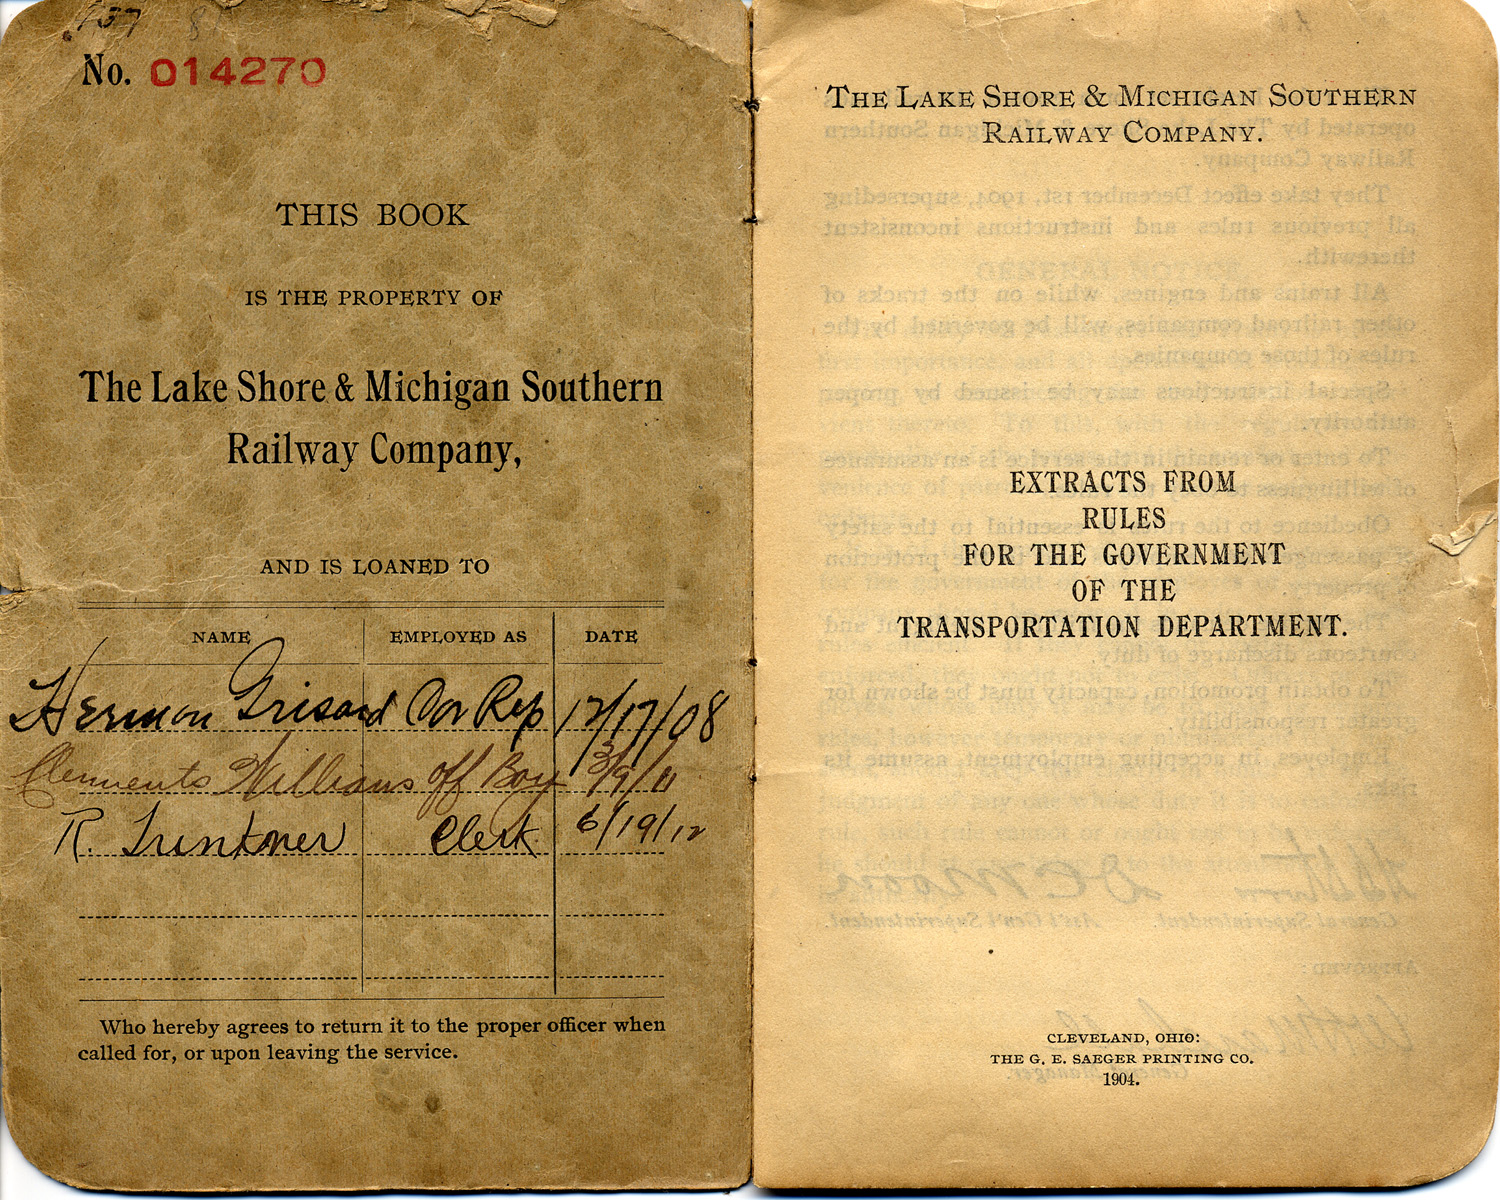 137 8
No. 014270
THIS BOOK
IS THE PROPERTY OF
The Lake Shore & Michigan Southern
Railway Company,
AND IS LOANED TO
NAME EMPLOYED AS DATE
Herman Grisard Car Rep 12/17/08
Clements Williams off Boy 3/9/11
R. Trinkner Clerk 6/19/12
Who hereby agrees to return it to the proper officer when
called for, or upon leaving the service.
THE LAKE SHORE & MICHIGAN SOUTHERN
RAILWAY COMPANY.
EXTRACTS FROM
RULES
FOR THE GOVERNMENT
OF THE
TRANSPORTATION DEPARTMENT.
CLEVELAND, OHIO:
THE G. E. SAEGER PRINTING CO.
1904.